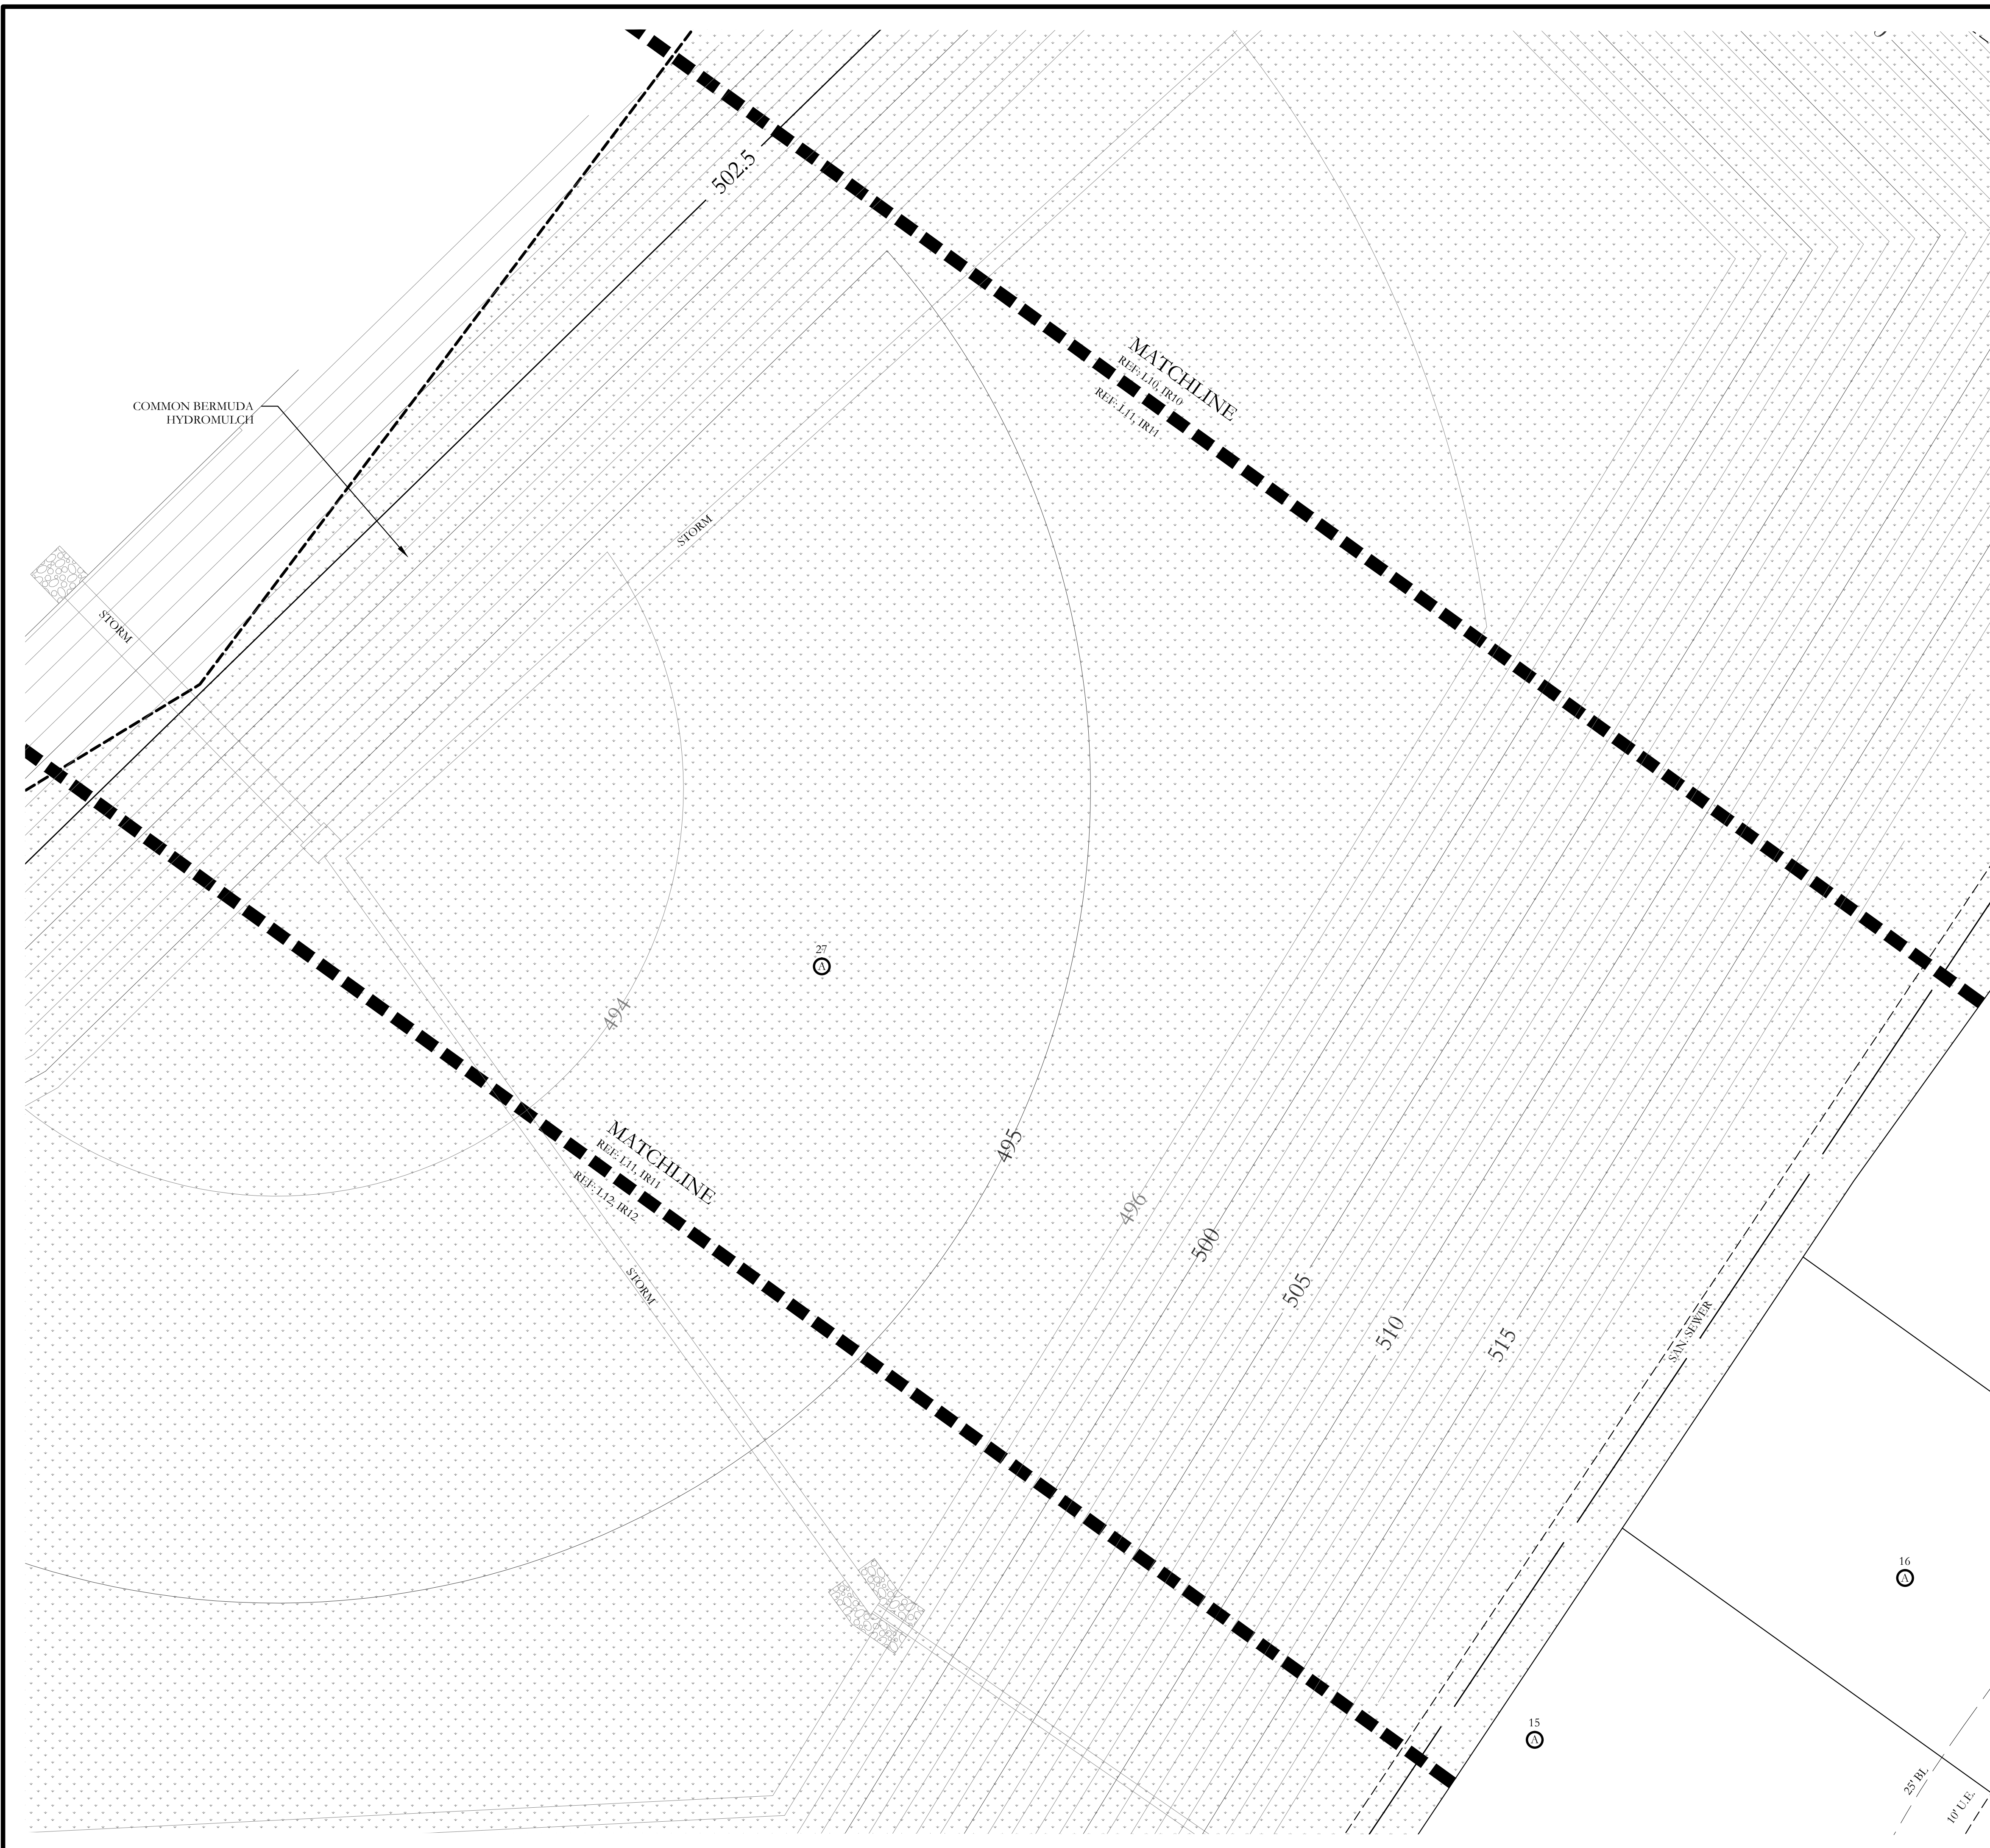 502.5
MATCHLINE
REF: L10, IR10
REF: L11, IR11
COMMON BERMUDA
HYDROMULCH
STORM
STORM
27
A
494
MATCHLINE
REF: L11, IR11
REF: L12, IR12
495
496
500
505
510
515
STORM
SAN. SEWER
16
A
15
A
25' BL
10' U.E.